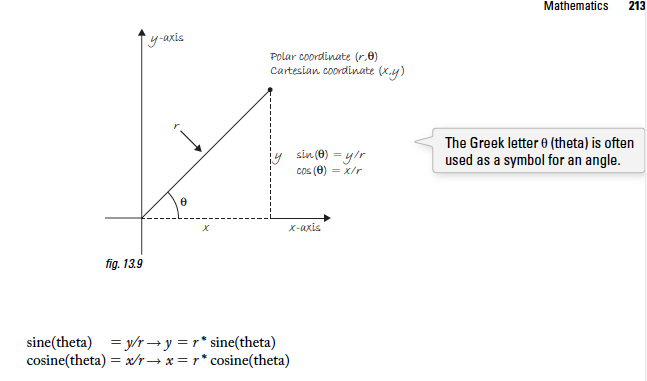 Mathematics 213
y-axis
Polar coordinate (r,θ)
Cartesian coordinate (x,y)
r
y
sin(θ) = y/r
cos(θ) = x/r
The Greek letter θ (theta) is often
used as a symbol for an angle.
θ
x
x-axis
fig. 13.9
sine(theta) = y/r → y = r * sine(theta)
cosine(theta) = x/r → x = r * cosine(theta)